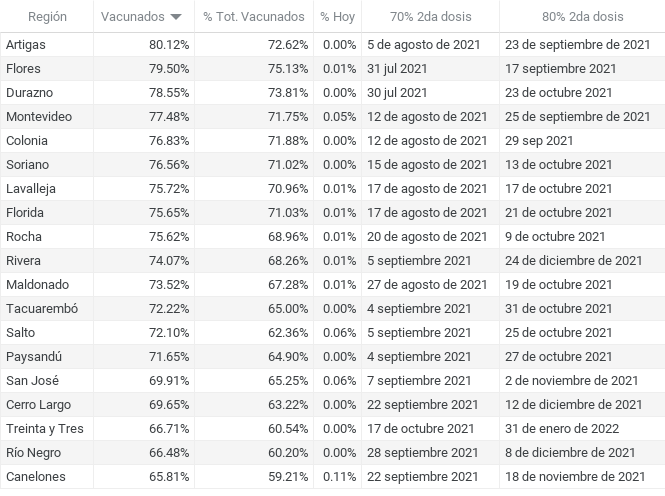 Región Vacunados % Tot. Vacunados % Hoy 70% 2da dosis 80% 2da dosis
Artigas 80.12% 72.62% 0.00% 5 de agosto de 2021 23 de septiembre de 2021
Flores 79.50% 75.13% 0.01% 31 jul 2021 17 septiembre 2021
Durazno 78.55% 73.81% 0.00% 30 jul 2021 23 de octubre 2021
Montevideo 77.48% 71.75% 0.05% 12 de agosto de 2021 25 de septiembre de 2021
Colonia 76.83% 71.88% 0.00% 12 de agosto de 2021 29 sep 2021
Soriano 76.56% 71.02% 0.00% 15 de agosto de 2021 13 de octubre 2021
Lavalleja 75.72% 70.96% 0.01% 17 de agosto de 2021 17 de octubre 2021
Florida 75.65% 71.03% 0.01% 17 de agosto de 2021 21 de octubre 2021
Rocha 75.62% 68.96% 0.01% 20 de agosto de 2021 9 de octubre 2021
Rivera 74.07% 68.26% 0.01% 5 septiembre 2021 24 de diciembre de 2021
Maldonado 73.52% 67.28% 0.01% 27 de agosto de 2021 19 de octubre 2021
Tacuarembó 72.22% 65.00% 0.00% 4 septiembre 2021 31 de octubre 2021
Salto 72.10% 62.36% 0.06% 5 septiembre 2021 25 de octubre 2021
Paysandú 71.65% 64.90% 0.00% 4 septiembre 2021 27 de octubre 2021
San José 69.91% 65.25% 0.06% 7 septiembre 2021 2 de noviembre de 2021
Cerro Largo 69.65% 63.22% 0.00% 22 septiembre 2021 12 de diciembre de 2021
Treinta y Tres 66.71% 60.54% 0.00% 17 de octubre 2021 31 de enero de 2022
Río Negro 66.48% 60.20% 0.00% 28 septiembre 2021 8 de diciembre de 2021
Canelones 65.81% 59.21% 0.11% 22 septiembre 2021 18 de noviembre de 2021